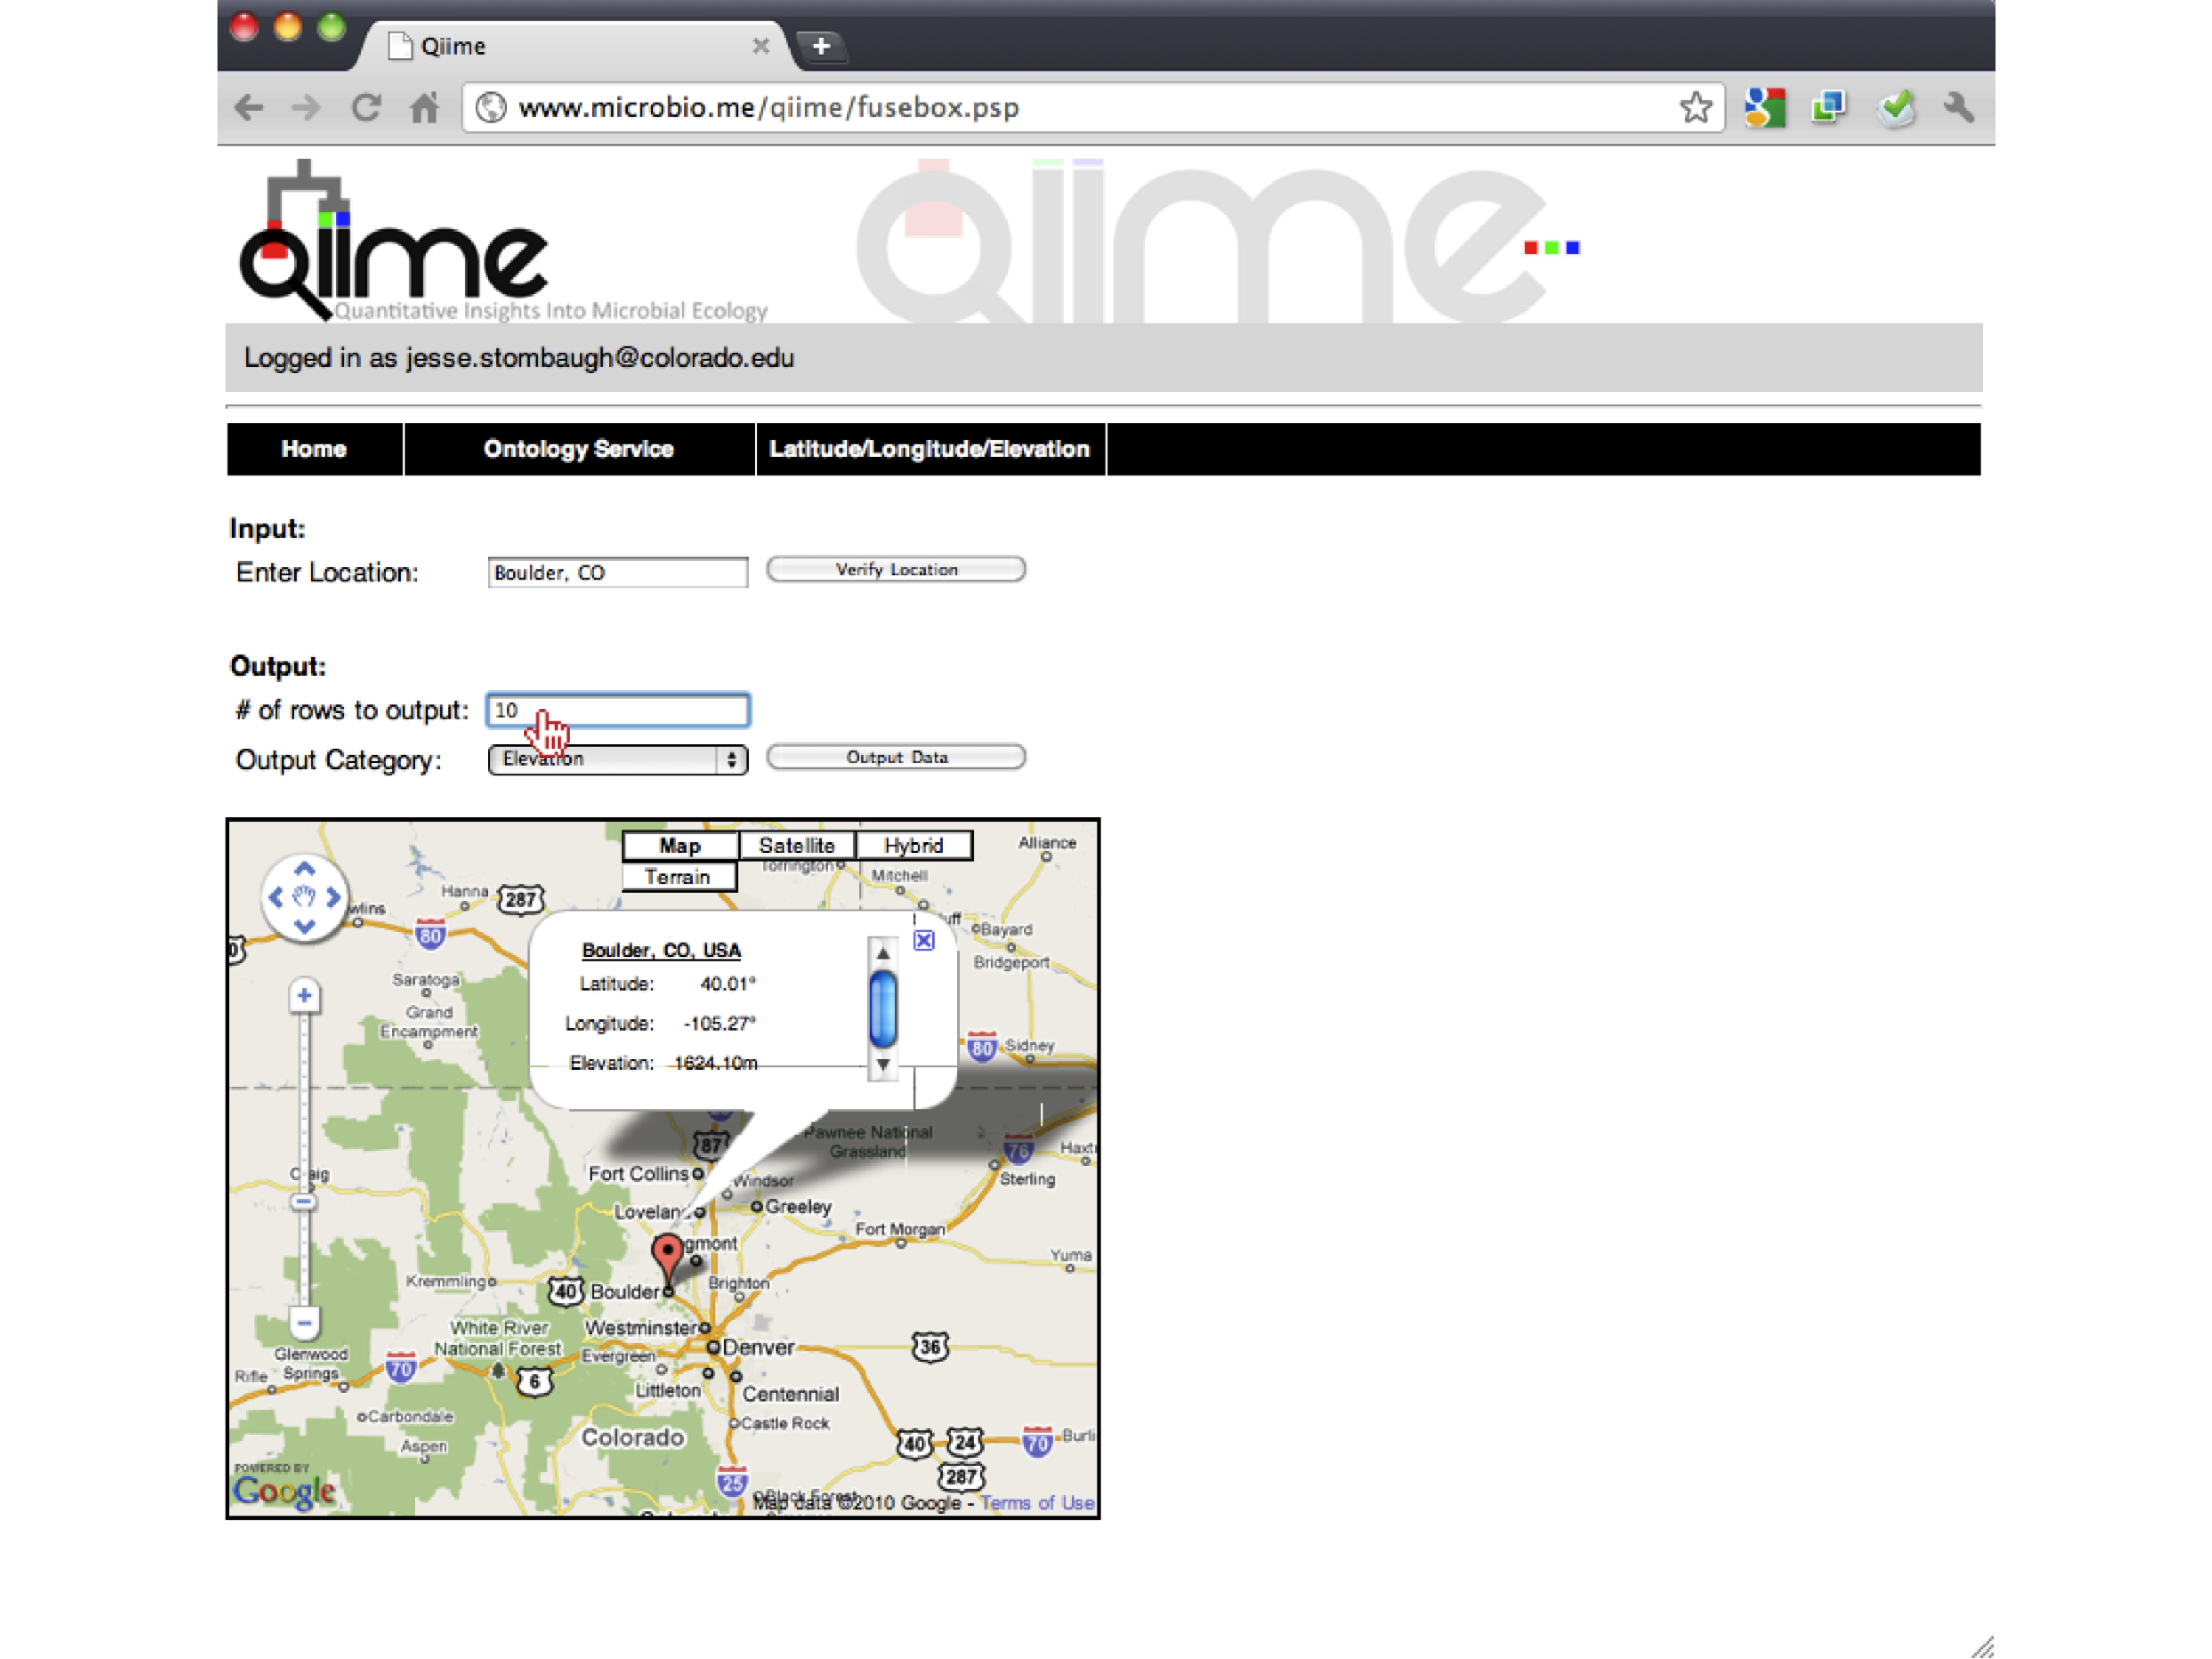 Qiime
www.microbio.me/qiime/fusebox.psp
qiime
qiime
Quantitative Insights Into Microbial Ecology
Logged in as jesse.stombaugh@colorado.edu
Home Ontology Service Latitude/Longitude/Elevation
Input:
Enter Location: Boulder, CO Verify Location
Output:
# of rows to output: 10
Output Category: Elevation Output Data
Map Satellite Hybrid Alliance
Terrain Torrington Mitchell
Hanna 287
wlins
uff
80 Bayard
Bridgeport
Boulder, CO, USA
Latitude: 40.01°
Longitude: -105.27°
Elevation: 1624.10m
Saratoga
Grand
Encampment
80 Sidney
87 Pawnee National
Grassland
76 Haxt
Sterling
Craig
Fort Collins
Windsor
Loveland Greeley
Fort Morgan
gmont
Yuma
Kremmling
40 Boulder Brighton
White River
National Forest
Westminster
Denver 36
Evergreen
Glenwood
Springs
Rifle 70 6
Littleton Centennial
Carbondale
Castle Rock
Aspen Colorado
40 24 70 Burli
287
POWERED BY
Google
25
Black Forest
Map data ©2010 Google - Terms of Use